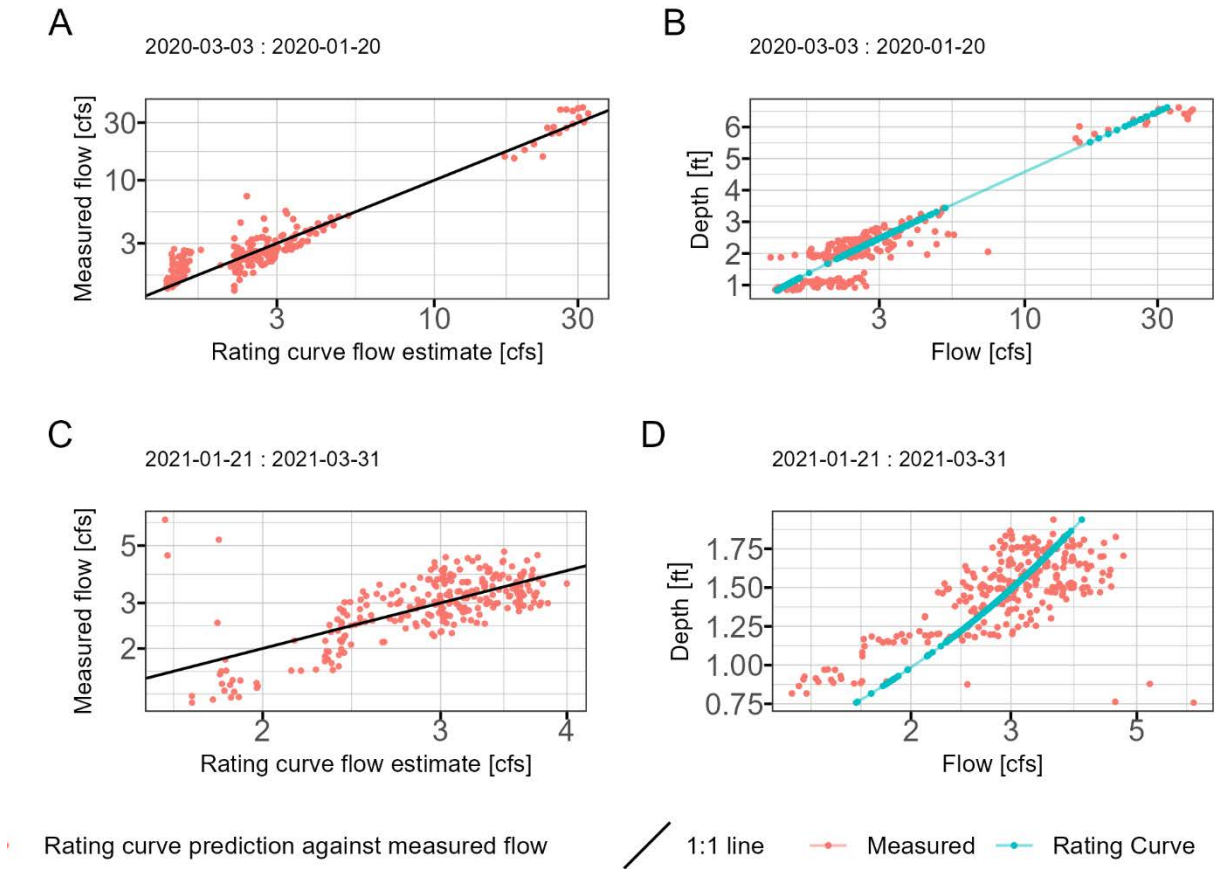 A
2020-03-03 : 2020-01-20
Measured flow [cfs]
30
10
3
3
10
30
Rating curve flow estimate [cfs]
B
2020-03-03 : 2020-01-20
Depth [ft]
6
5
4
3
2
1
3
10
30
Flow [cfs]
C
2021-01-21 : 2021-03-31
Measured flow [cfs]
5
3
2
2
3
4
Rating curve flow estimate [cfs]
D
2021-01-21 : 2021-03-31
Depth [ft]
1.75
1.50
1.25
1.00
0.75
2
3
5
Flow [cfs]
Rating curve prediction against measured flow
1:1 line
Measured
Rating Curve